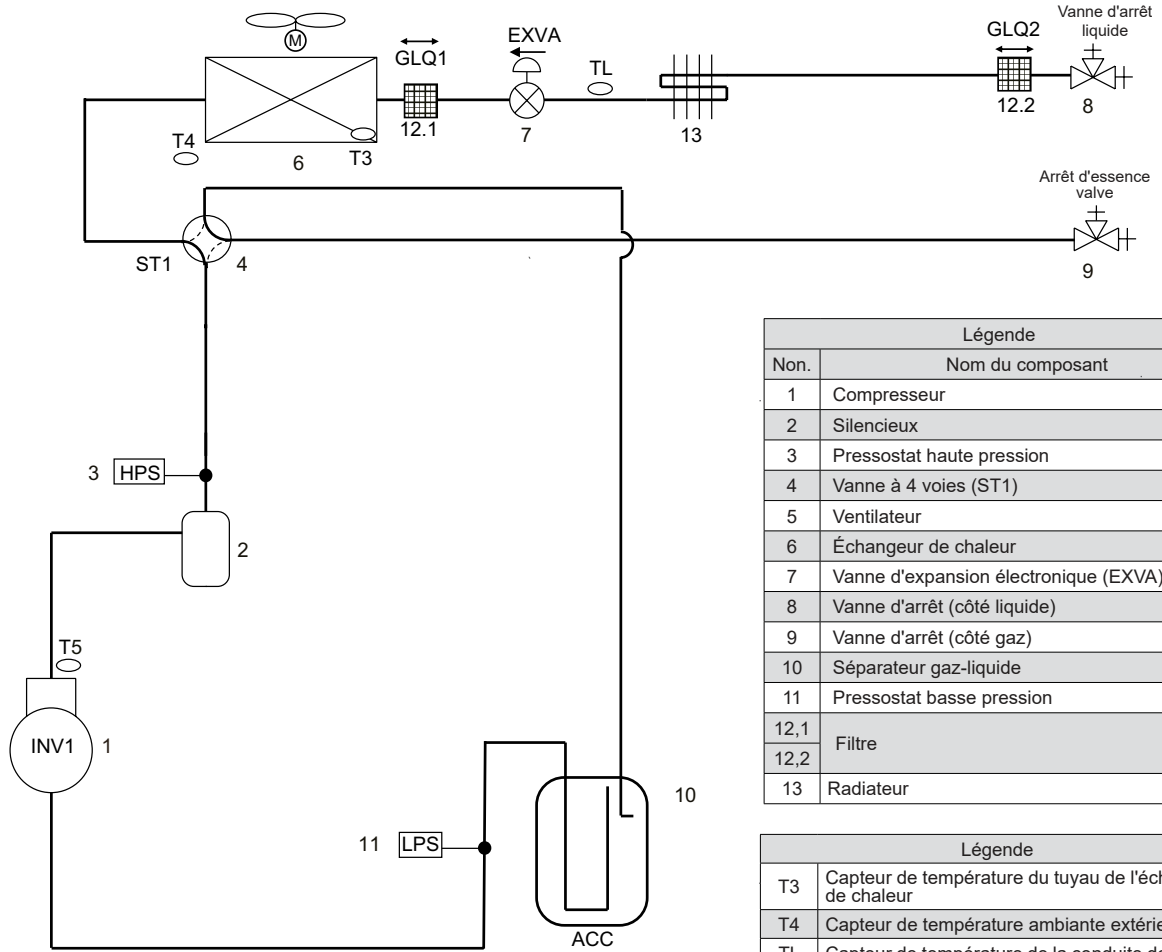 Vanne d'arrêt
liquide
GLQ2
EXVA
GLQ1
M
TL
12.2
8
12.1
7
13
T4
T3
6
Arrêt d'essence
valve
ST1
4
9
Légende
Non. Nom du composant
1 Compresseur
2 Silencieux
3 Pressostat haute pression
4 Vanne à 4 voies (ST1)
5 Ventilateur
6 Échangeur de chaleur
7 Vanne d'expansion électronique (EXVA)
8 Vanne d'arrêt (côté liquide)
9 Vanne d'arrêt (côté gaz)
10 Séparateur gaz-liquide
11 Pressostat basse pression
12,1
Filtre
12,2
13 Radiateur
3 HPS
2
T5
INV1 1
10
11 LPS
ACC
Légende
T3 Capteur de température du tuyau de l'éch
de chaleur
T4 Capteur de température ambiante extérie
TL Capteur de température de la conduite de